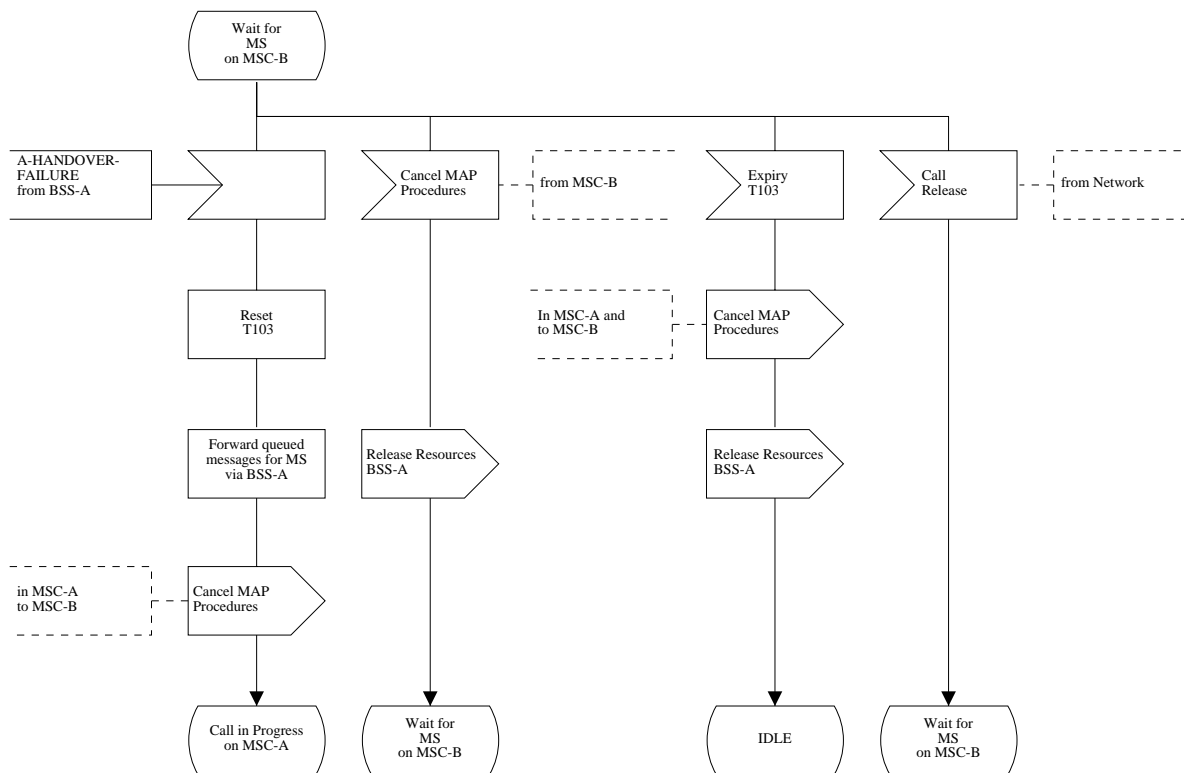 Wait for
MS
on MSC-B
A-HANDOVER-
FAILURE
from BSS-A
Cancel MAP
Procedures
from MSC-B
Expiry
T103
Call
Release
from Network
Reset
T103
In MSC-A and
to MSC-B
Cancel MAP
Procedures
Forward queued
messages for MS
via BSS-A
Release Resources
BSS-A
Release Resources
BSS-A
in MSC-A
to MSC-B
Cancel MAP
Procedures
Call in Progress
on MSC-A
Wait for
MS
on MSC-B
IDLE
Wait for
MS
on MSC-B